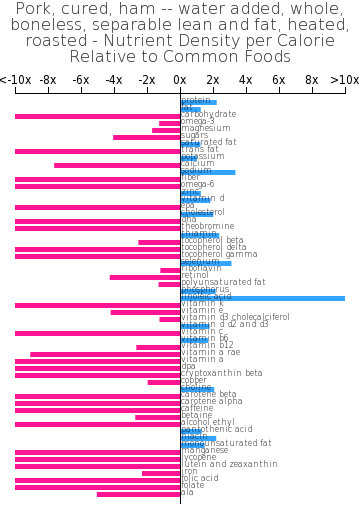 Pork, cured, ham -- water added, whole,
boneless, separable lean and fat, heated,
roasted - Nutrient Density per Calorie
Relative to Common Foods
<-10x -8x -6x -4x -2x 0x 2x 4x 6x 8x >10x
protein
fat
carbohydrate
omega-3
magnesium
sugars
saturated fat
trans fat
potassium
calcium
sodium
fiber
omega-6
zinc
vitamin d
epa
cholesterol
dha
theobromine
thiamin
tocopherol beta
tocopherol delta
tocopherol gamma
selenium
riboflavin
retinol
polyunsaturated fat
phosphorus
linoleic acid
vitamin k
vitamin e
vitamin d3 cholecalciferol
vitamin d d2 and d3
vitamin c
vitamin b6
vitamin b12
vitamin a rae
vitamin a
dpa
cryptoxanthin beta
copper
choline
carotene beta
carotene alpha
caffeine
betaine
alcohol ethyl
pantothenic acid
niacin
monounsaturated fat
manganese
lycopene
lutein and zeaxanthin
iron
folic acid
folate
ala